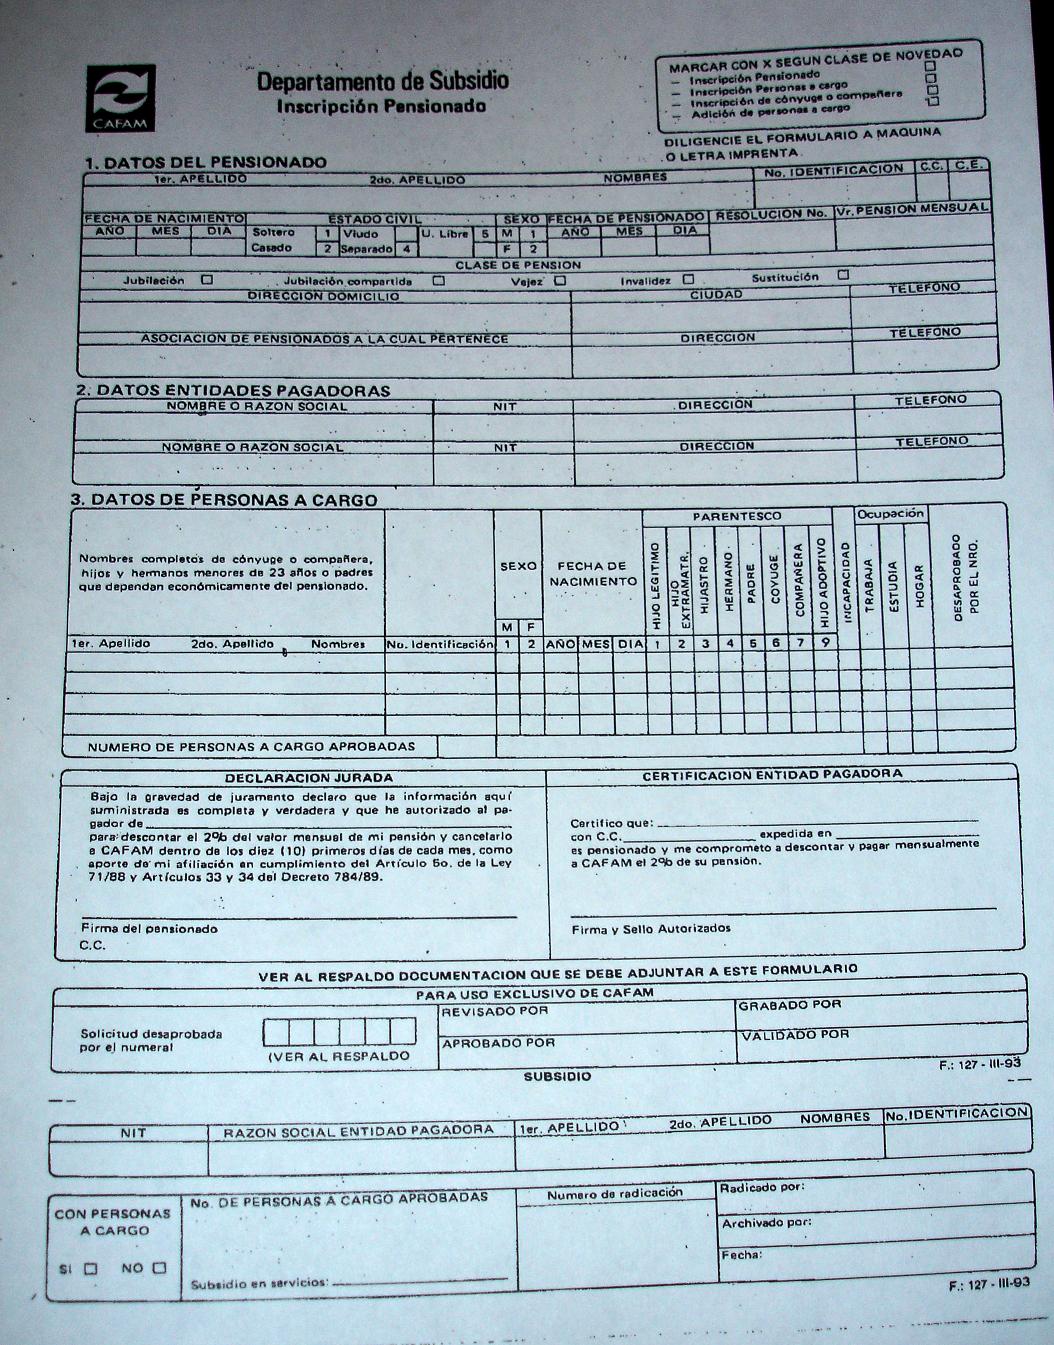 CAFAM
Departamento de Subsidio
Inscripción Pensionado
MARCAR CON X SEGUN CLASE DE NOVEDAD
— Inscripción Pensionado
— Inscripción Personas a cargo
— Inscripción de cónyuge o compañera
— Adición de personas a cargo
DILIGENCIE EL FORMULARIO A MAQUINA
O LETRA IMPRENTA
1. DATOS DEL PENSIONADO
1er. APELLIDO 2do. APELLIDO NOMBRES No. IDENTIFICACION C.C. C.E.
FECHA DE NACIMIENTO ESTADO CIVIL SEXO FECHA DE PENSIONADO RESOLUCION No. Vr. PENSION MENSUAL
AÑO MES DIA Soltero 1 Viudo U. Libre 5 M 1 AÑO MES DIA
Casado 2 Separado 4 F 2
CLASE DE PENSION
Jubilación Jubilación compartida Vejez Invalidez Sustitución
DIRECCION DOMICILIO CIUDAD TELEFONO
ASOCIACION DE PENSIONADOS A LA CUAL PERTENECE DIRECCIÓN TELEFONO
2. DATOS ENTIDADES PAGADORAS
NOMBRE O RAZON SOCIAL NIT DIRECCIÓN TELEFONO
NOMBRE O RAZON SOCIAL NIT DIRECCION TELEFONO
3. DATOS DE PERSONAS A CARGO
Nombres completos de cónyuge o compañera,
hijos y hermanos menores de 23 años o padres
que dependan económicamente del pensionado.
SEXO
FECHA DE
NACIMIENTO
PARENTESCO
Ocupación
HIJO LEGITIMO
HIJO
EXTRAMATR.
HIJASTRO
HERMANO
PADRE
COYUGE
COMPAÑERA
HIJO ADOPTIVO
INCAPACIDAD
TRABAJA
ESTUDIA
HOGAR
DESAPROBADO
POR EL NRO.
M F
1er. Apellido 2do. Apellido Nombres No. Identificación 1 2 AÑO MES DIA 1 2 3 4 5 6 7 9
NUMERO DE PERSONAS A CARGO APROBADAS
DECLARACION JURADA
Bajo la gravedad de juramento declaro que la información aquí
suministrada es completa y verdadera y que he autorizado al pa-
gador de
para descontar el 2% del valor mensual de mi pensión y cancelarlo
a CAFAM dentro de los diez (10) primeros días de cada mes, como
aporte de mi afiliación en cumplimiento del Artículo 6o. de la Ley
71/88 y Artículos 33 y 34 del Decreto 784/89.
Firma del pensionado
C.C.
CERTIFICACION ENTIDAD PAGADORA
Certifico que:
con C.C. expedida en
es pensionado y me comprometo a descontar y pagar mensualmente
a CAFAM el 2% de su pensión.
Firma y Sello Autorizados
VER AL RESPALDO DOCUMENTACION QUE SE DEBE ADJUNTAR A ESTE FORMULARIO
PARA USO EXCLUSIVO DE CAFAM
Solicitud desaprobada
por el numeral
(VER AL RESPALDO
REVISADO POR GRABADO POR
APROBADO POR VALIDADO POR
F.: 127 - III-93
SUBSIDIO
NIT RAZON SOCIAL ENTIDAD PAGADORA 1er. APELLIDO 2do. APELLIDO NOMBRES No. IDENTIFICACION
CON PERSONAS
A CARGO
SI NO
No. DE PERSONAS A CARGO APROBADAS
Subsidio en servicios:
Numero de radicación
Radicado por:
Archivado por:
Fecha:
F.: 127 - III-93